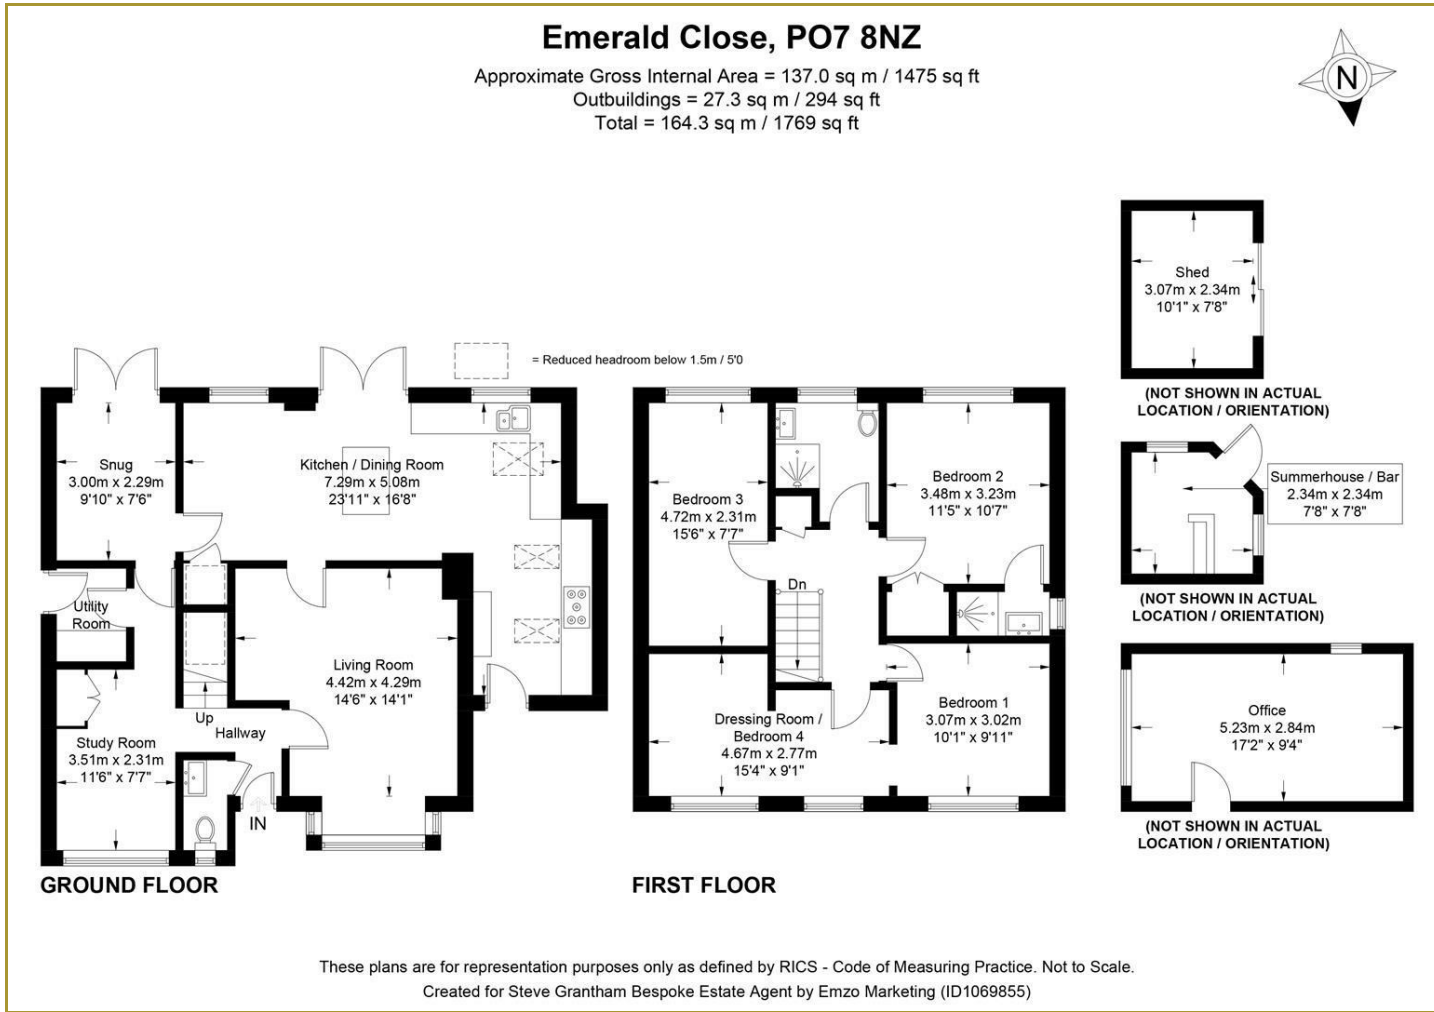 Emerald Close, PO7 8NZ
Approximate Gross Internal Area = 137.0 sq m / 1475 sq ft
Outbuildings = 27.3 sq m / 294 sq ft
Total = 164.3 sq m / 1769 sq ft
N
= Reduced headroom below 1.5m / 5'0
Snug
3.00m x 2.29m
9'10" x 7'6"
Kitchen / Dining Room
7.29m x 5.08m
23'11" x 16'8"
Utility
Room
Living Room
4.42m x 4.29m
14'6" x 14'1"
Up
Hallway
Study Room
3.51m x 2.31m
11'6" x 7'7"
IN
GROUND FLOOR
Bedroom 3
4.72m x 2.31m
15'6" x 7'7"
Bedroom 2
3.48m x 3.23m
11'5" x 10'7"
Dn
Dressing Room /
Bedroom 4
4.67m x 2.77m
15'4" x 9'1"
Bedroom 1
3.07m x 3.02m
10'1" x 9'11"
FIRST FLOOR
Shed
3.07m x 2.34m
10'1" x 7'8"
(NOT SHOWN IN ACTUAL
LOCATION / ORIENTATION)
Summerhouse / Bar
2.34m x 2.34m
7'8" x 7'8"
(NOT SHOWN IN ACTUAL
LOCATION / ORIENTATION)
Office
5.23m x 2.84m
17'2" x 9'4"
(NOT SHOWN IN ACTUAL
LOCATION / ORIENTATION)
These plans are for representation purposes only as defined by RICS - Code of Measuring Practice. Not to Scale.
Created for Steve Grantham Bespoke Estate Agent by Emzo Marketing (ID1069855)